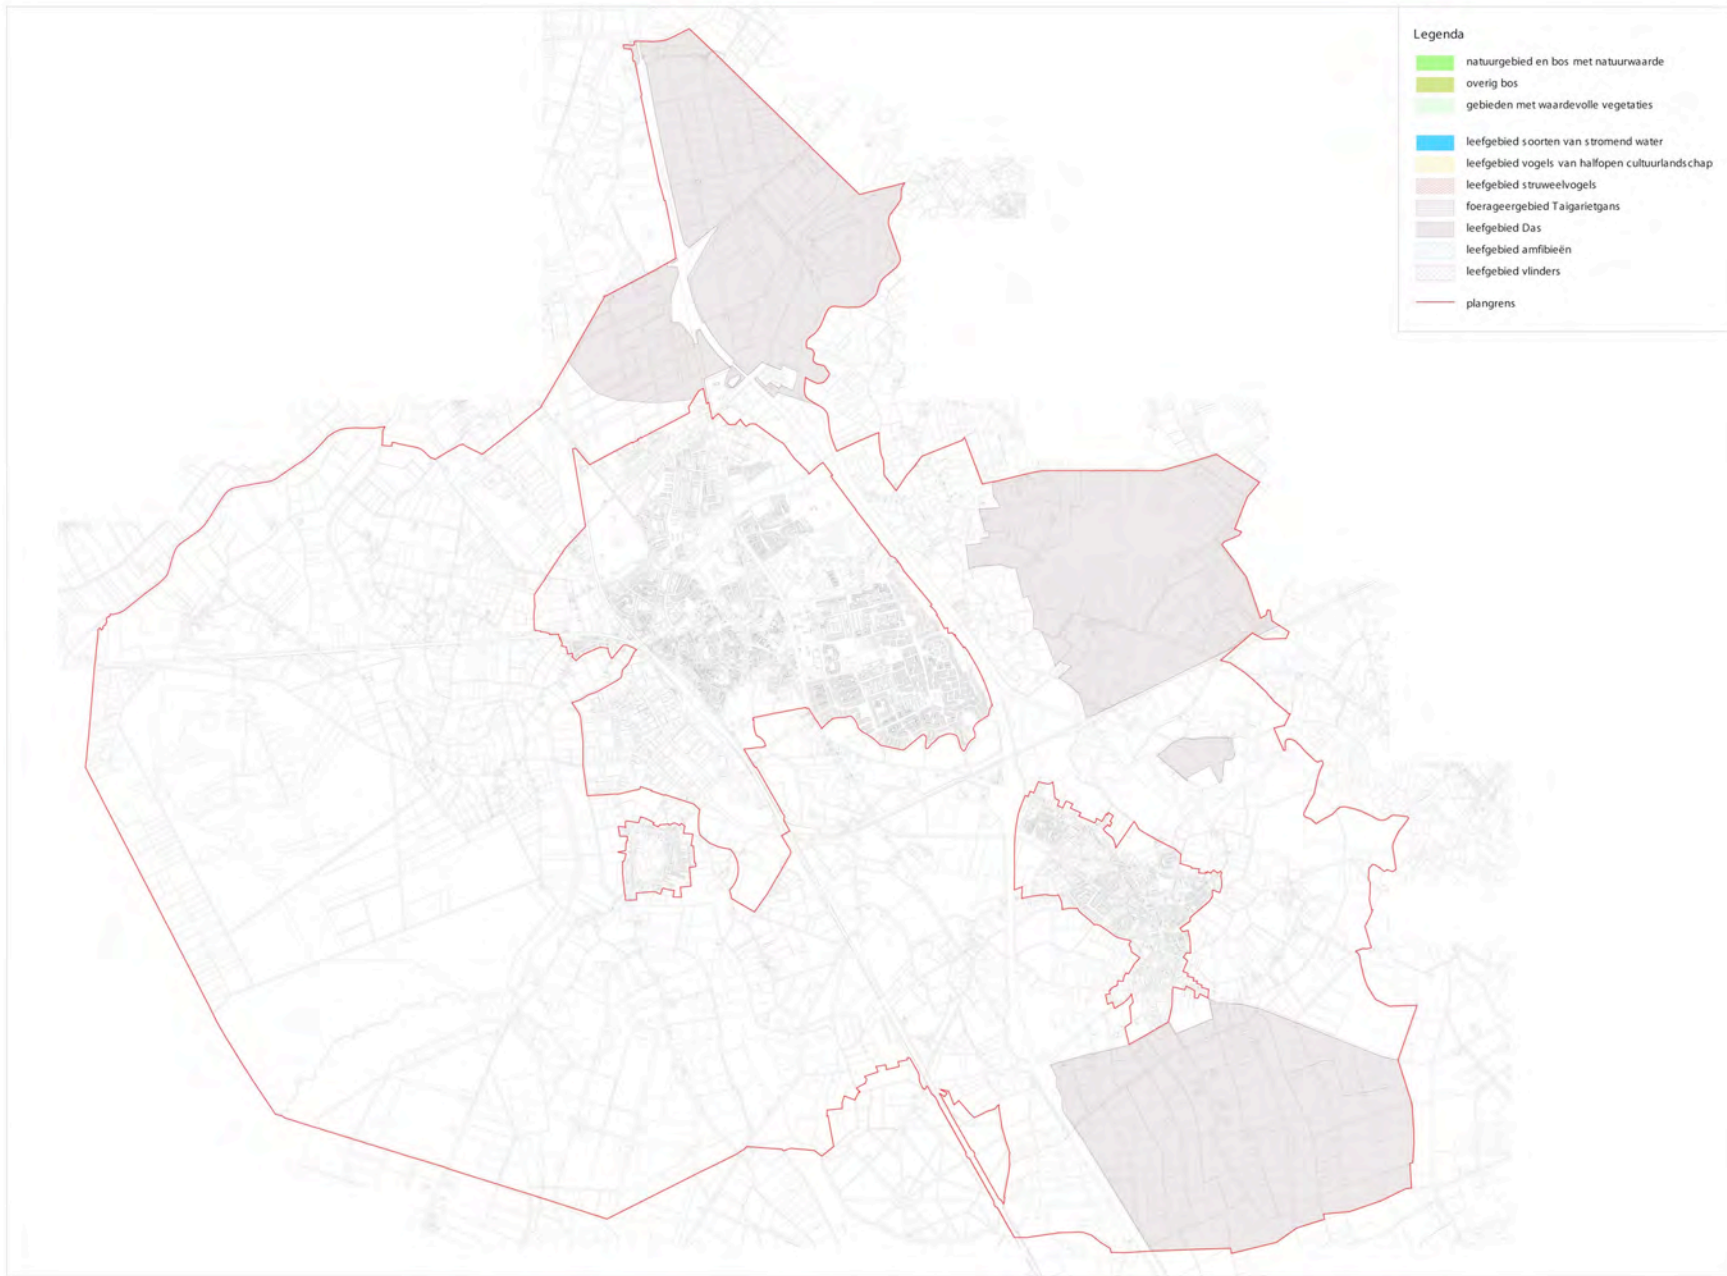 Legenda
natuurgebied en bos met natuurwaarde
overig bos
gebieden met waardevolle vegetaties
leefgebied soorten van stromend water
leefgebied vogels van halfopen cultuurlandschap
leefgebied struweelvogels
foerageergebied Taigarietgans
leefgebied Das
leefgebied amfibieën
leefgebied vlinders
plangrens